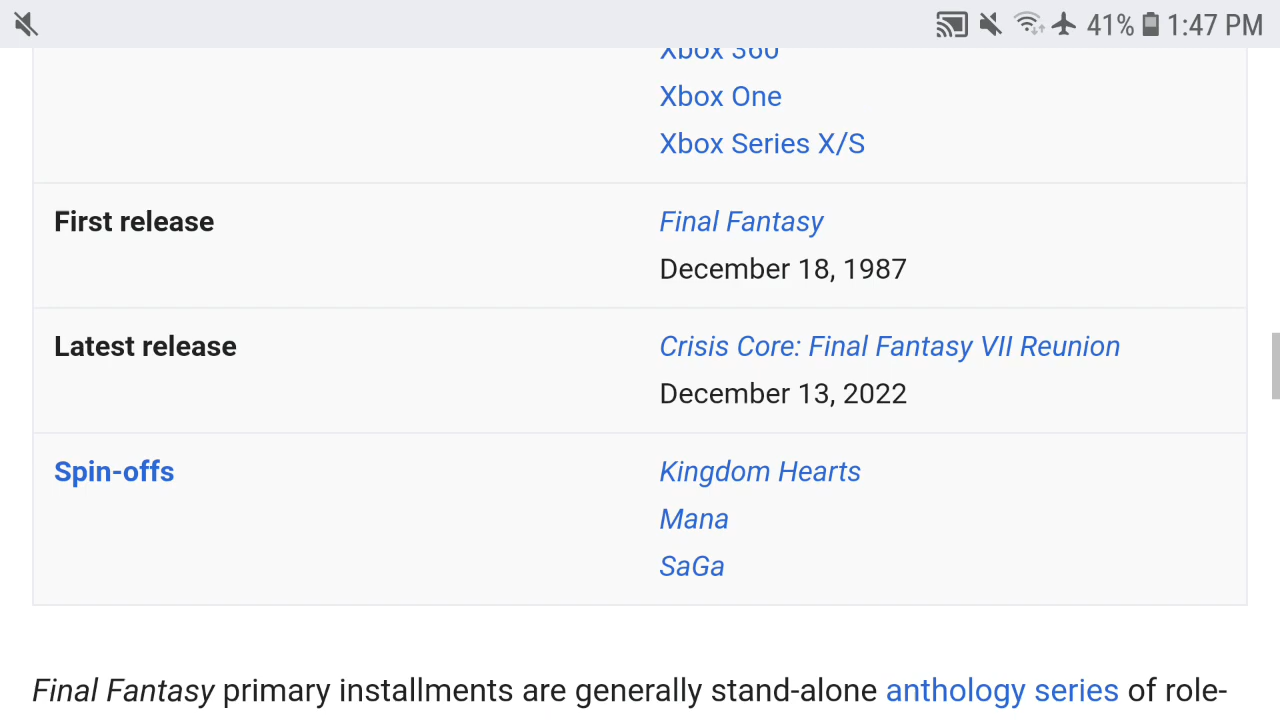 41% 1:47 PM
Xbox 360
Xbox One
Xbox Series X/S
First release
Final Fantasy
December 18, 1987
Latest release
Crisis Core: Final Fantasy VII Reunion
December 13, 2022
Spin-offs
Kingdom Hearts
Mana
SaGa
Final Fantasy primary installments are generally stand-alone anthology series of role-